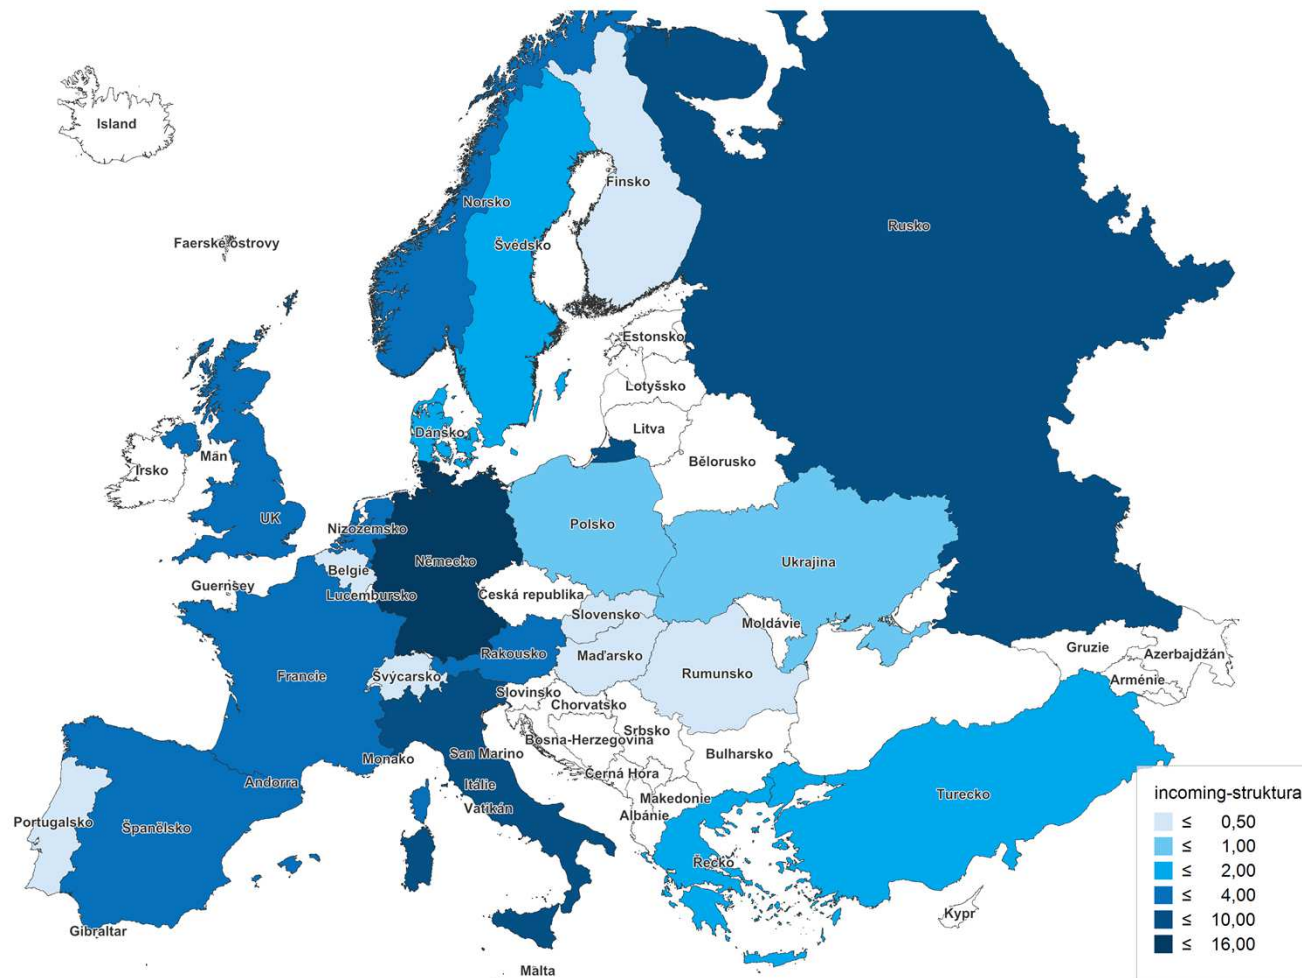 Island
Finsko
Norsko
Rusko
Faerské ostrovy
Švédsko
Estonsko
Lotyšsko
Litva
Dánsko
Man
Irsko
Bělorusko
UK
Nizozemsko
Polsko
Německo
Ukrajina
Belgie
Guernsey
Lucembursko
Česká republika
Slovensko
Moldávie
Gruzie
Azerbajdžán
Rakousko
Maďarsko
Francie
Švýcarsko
Rumunsko
Arménie
Slovinsko
Chorvatsko
Srbsko
Bosna-Herzegovina
Bulharsko
Monako
San Marino
Andorra
Itálie
Černá Hora
Turecko
Makedonie
Vatikán
Albánie
Portugalsko
Španělsko
Řecko
Kypr
Gibraltar
Malta
incoming-struktura
≤ 0,50
≤ 1,00
≤ 2,00
≤ 4,00
≤ 10,00
≤ 16,00